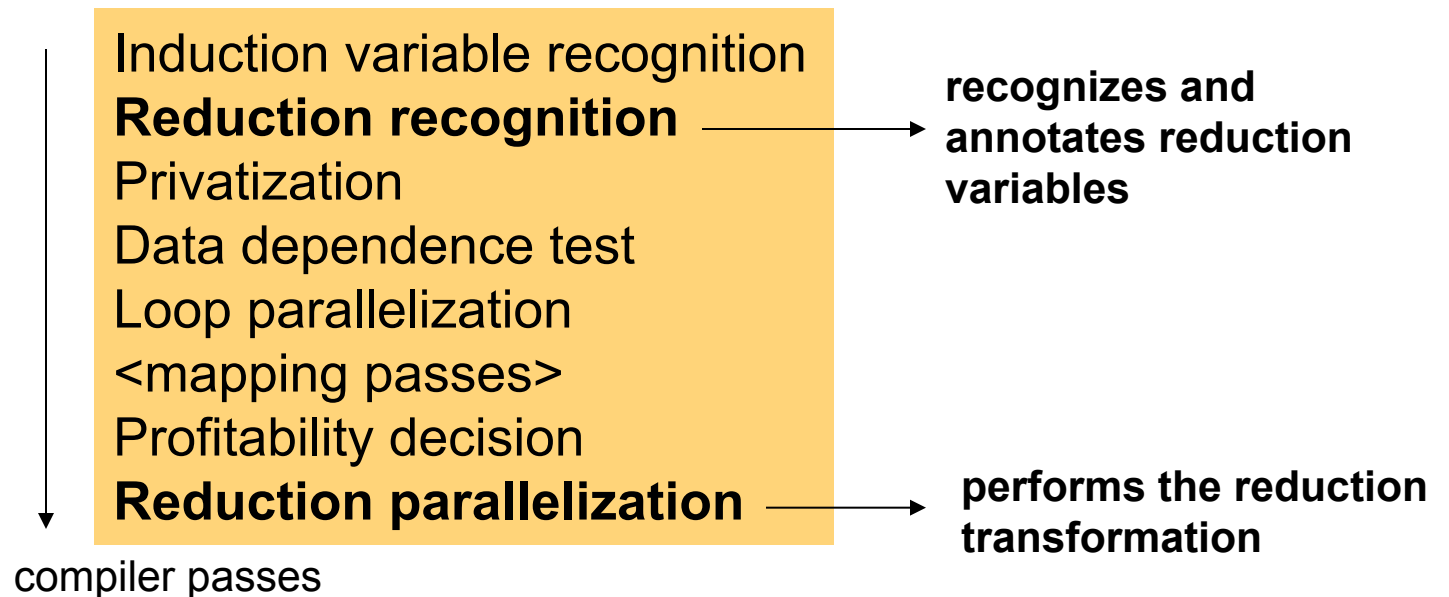 Induction variable recognition
Reduction recognition
Privatization
Data dependence test
Loop parallelization
<mapping passes>
Profitability decision
Reduction parallelization
recognizes and
annotates reduction
variables
performs the reduction
transformation
compiler passes